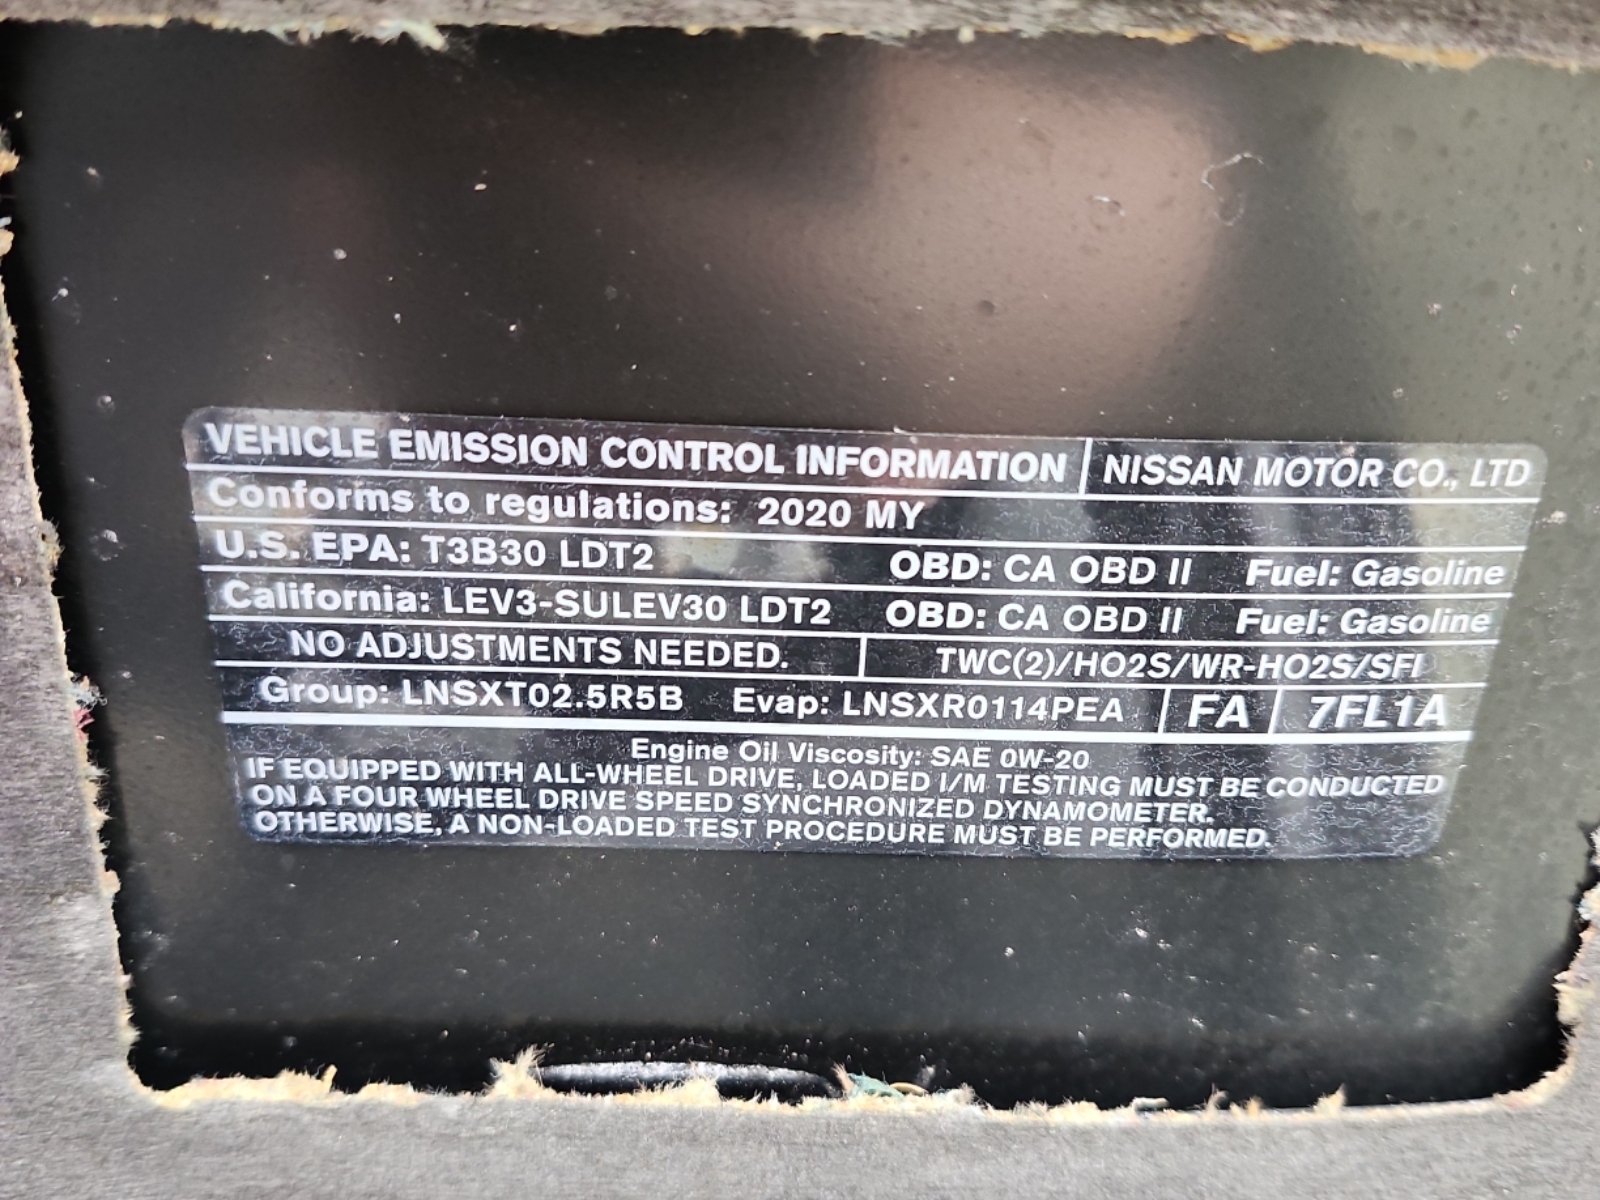 VEHICLE EMISSION CONTROL INFORMATION NISSAN MOTOR CO., LTD
Conforms to regulations: 2020 MY
U.S. EPA: T3B30 LDT2 OBD: CA OBD II Fuel: Gasoline
California: LEV3-SULEV30 LDT2 OBD: CA OBD II Fuel: Gasoline
NO ADJUSTMENTS NEEDED. TWC(2)/HO2S/WR-HO2S/SFI
Group: LNSXT02.5R5B Evap: LNSXR0114PEA FA 7FL1A
Engine Oil Viscosity: SAE 0W-20
IF EQUIPPED WITH ALL-WHEEL DRIVE, LOADED I/M TESTING MUST BE CONDUCTED
ON A FOUR WHEEL DRIVE SPEED SYNCHRONIZED DYNAMOMETER.
OTHERWISE, A NON-LOADED TEST PROCEDURE MUST BE PERFORMED.